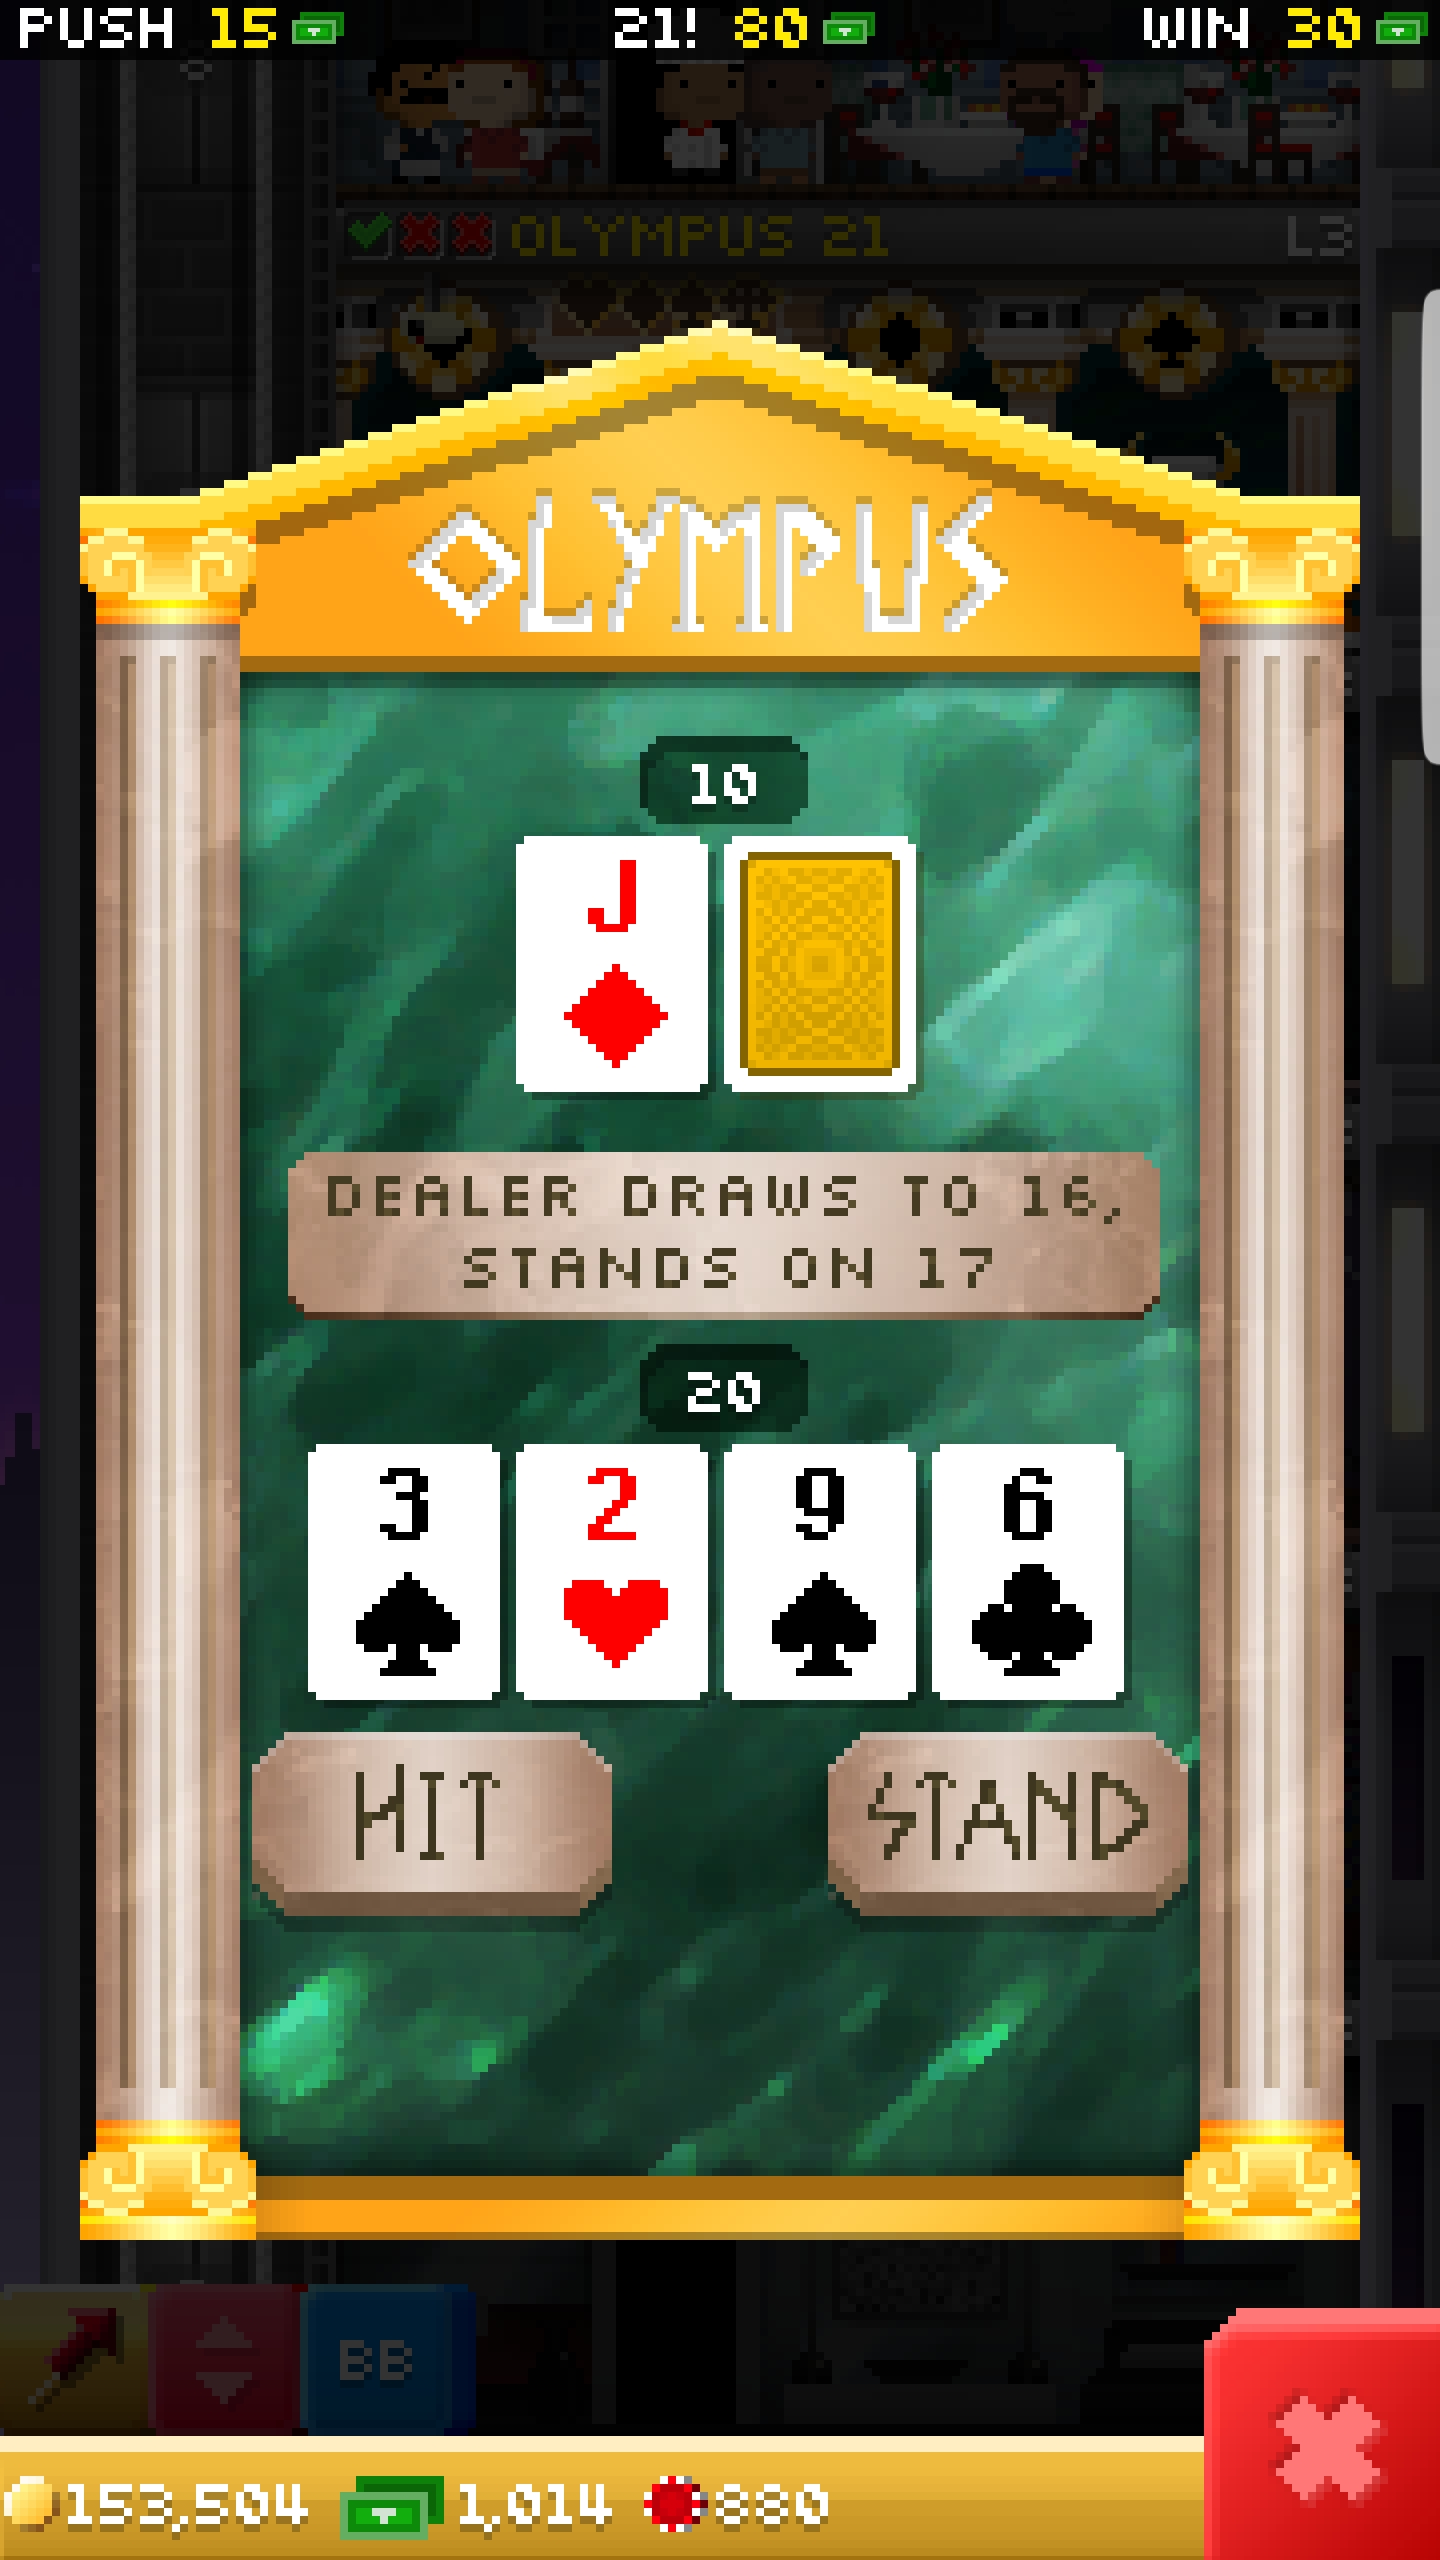 PUSH 15 21! 80 WIN 30
OLYMPUS 21 L3
OLYMPUS
10
J
DEALER DRAWS TO 16,
STANDS ON 17
20
3 2 9 6
HIT STAND
BB
153,504 1,014 880